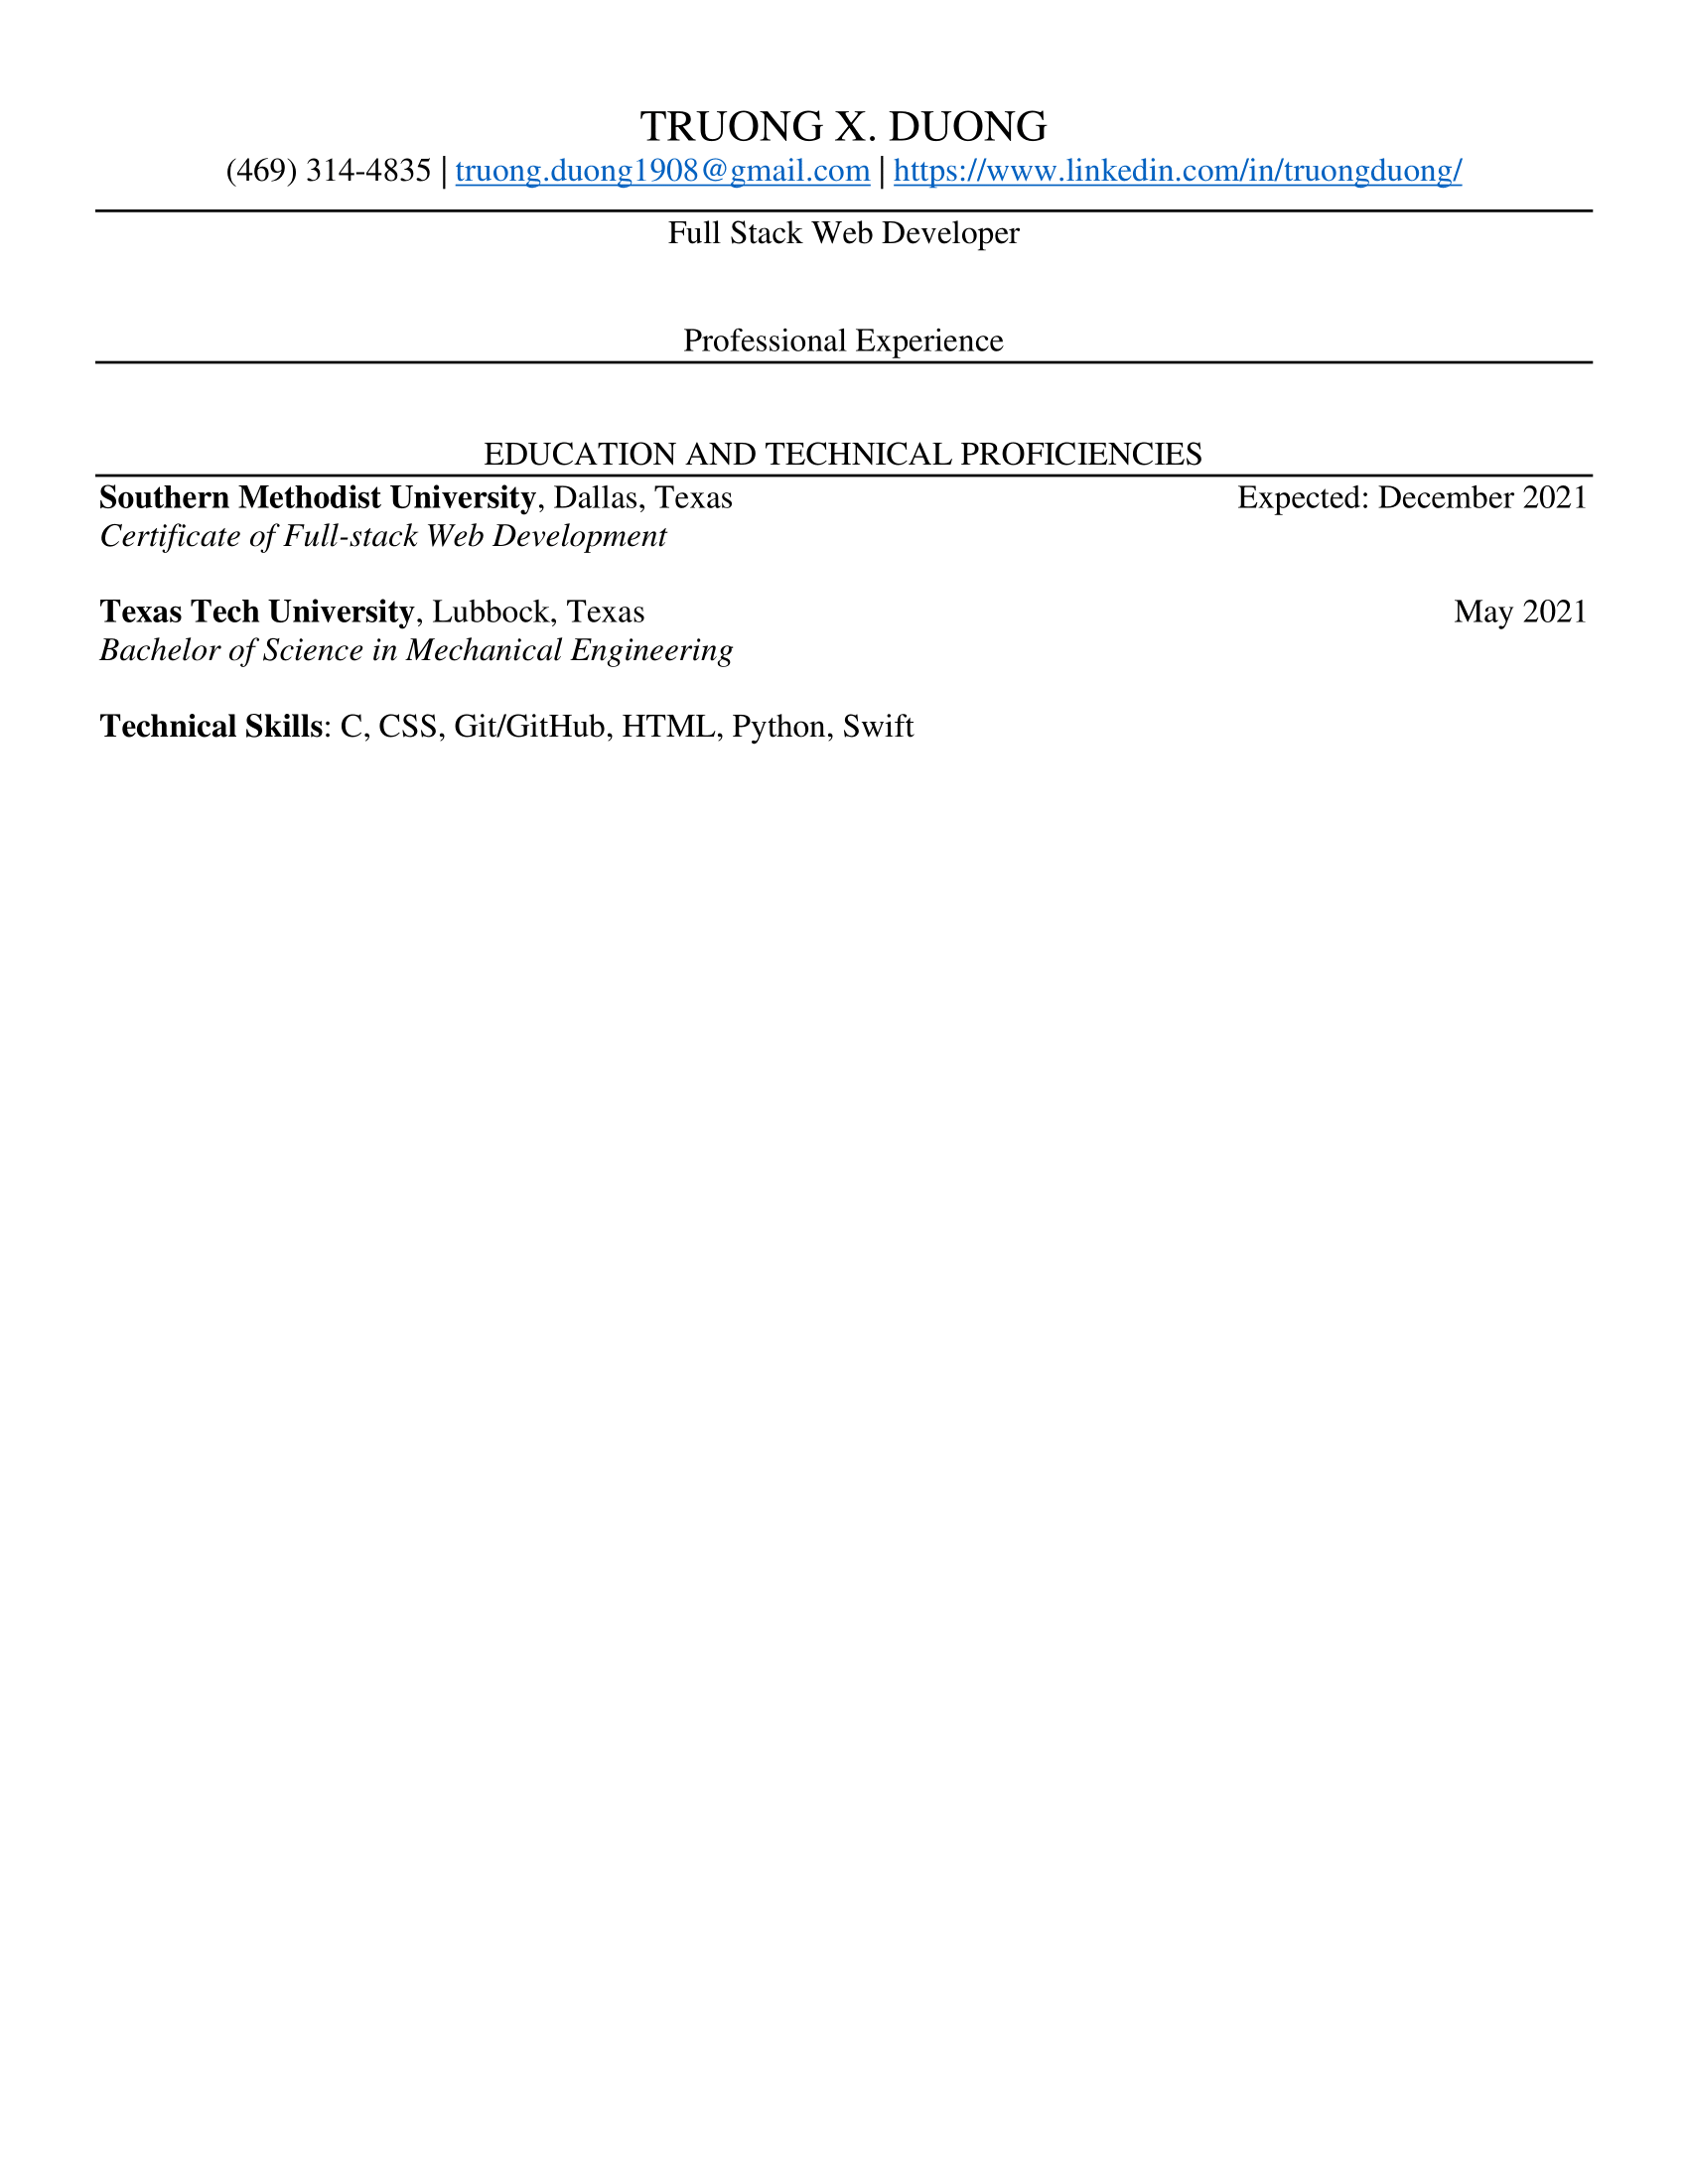 TRUONG X. DUONG
(469) 314-4835 | truong.duong1908@gmail.com | https://www.linkedin.com/in/truongduong/
Full Stack Web Developer
Professional Experience
EDUCATION AND TECHNICAL PROFICIENCIES
Southern Methodist University, Dallas, Texas Expected: December 2021
Certificate of Full-stack Web Development
Texas Tech University, Lubbock, Texas May 2021
Bachelor of Science in Mechanical Engineering
Technical Skills: C, CSS, Git/GitHub, HTML, Python, Swift